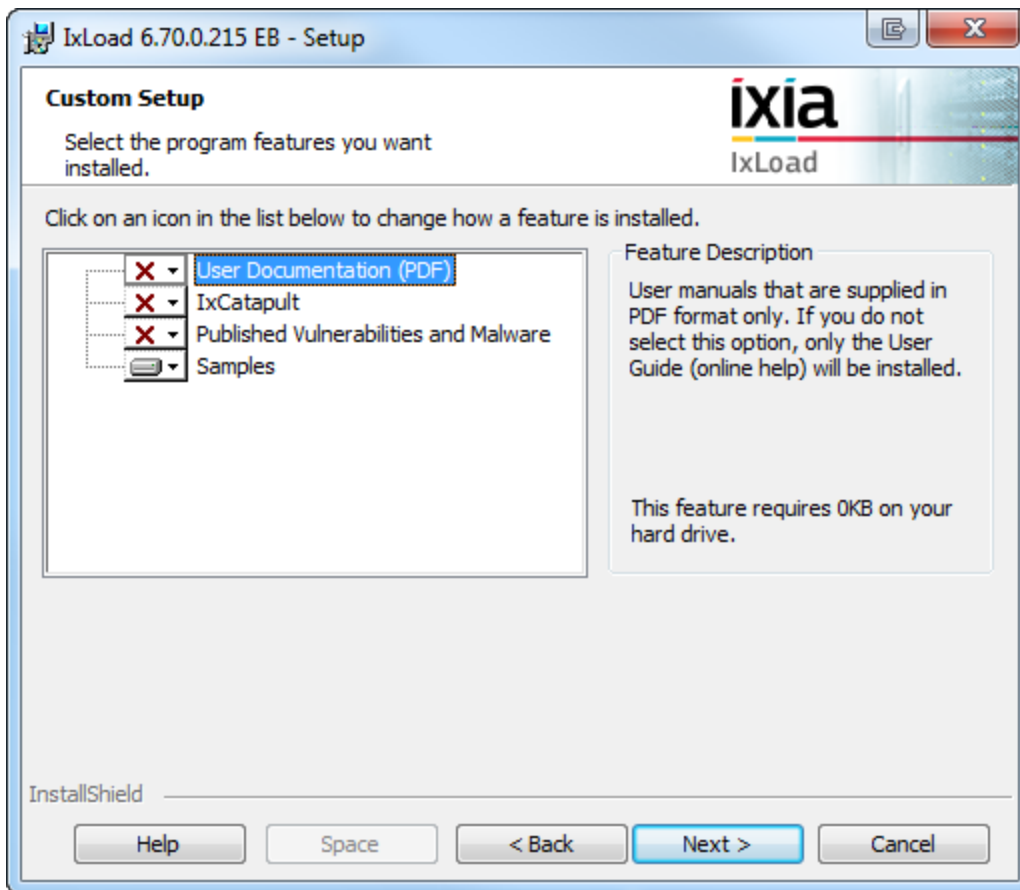 IxLoad 6.70.0.215 EB - Setup
Custom Setup
Select the program features you want
installed.
ixia
IxLoad
Click on an icon in the list below to change how a feature is installed.
User Documentation (PDF)
IxCatapult
Published Vulnerabilities and Malware
Samples
Feature Description
User manuals that are supplied in
PDF format only. If you do not
select this option, only the User
Guide (online help) will be installed.
This feature requires 0KB on your
hard drive.
InstallShield
Help
Space
< Back
Next >
Cancel